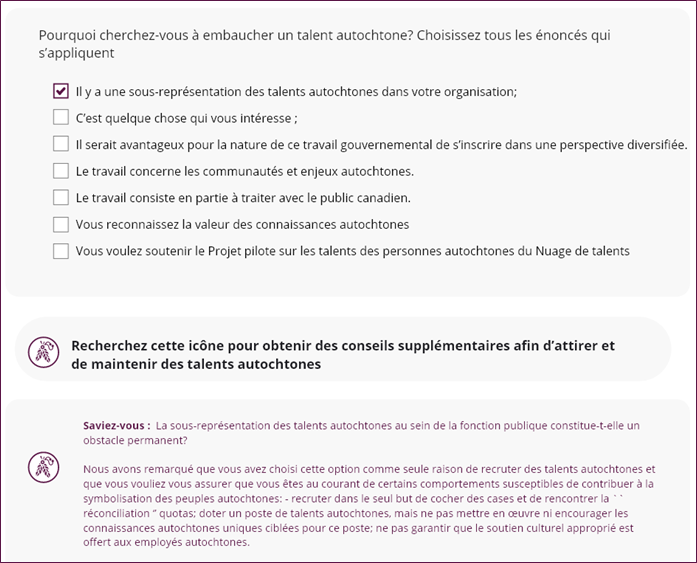 Pourquoi cherchez-vous à embaucher un talent autochtone? Choisissez tous les énoncés qui
s'appliquent
Il y a une sous-représentation des talents autochtones dans votre organisation;
C'est quelque chose qui vous intéresse ;
Il serait avantageux pour la nature de ce travail gouvernemental de s'inscrire dans une perspective diversifiée.
Le travail concerne les communautés et enjeux autochtones.
Le travail consiste en partie à traiter avec le public canadien.
Vous reconnaissez la valeur des connaissances autochtones
Vous voulez soutenir le Projet pilote sur les talents des personnes autochtones du Nuage de talents
Recherchez cette icône pour obtenir des conseils supplémentaires afin d'attirer et
de maintenir des talents autochtones
Saviez-vous : La sous-représentation des talents autochtones au sein de la fonction publique constitue-t-elle un
obstacle permanent?
Nous avons remarqué que vous avez choisi cette option comme seule raison de recruter des talents autochtones et
que vous vouliez vous assurer que vous êtes au courant de certains comportements susceptibles de contribuer à la
symbolisation des peuples autochtones: - recruter dans le seul but de cocher des cases et de rencontrer la ``
réconciliation " quotas; doter un poste de talents autochtones, mais ne pas mettre en œuvre ni encourager les
connaissances autochtones uniques ciblées pour ce poste; ne pas garantir que le soutien culturel approprié est
offert aux employés autochtones.